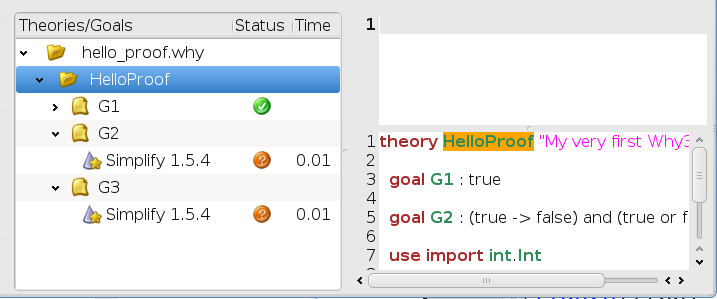 Theories/Goals Status Time
hello_proof.why
HelloProof
G1
G2
Simplify 1.5.4 0.01
G3
Simplify 1.5.4 0.01
1
1 theory HelloProof "My very first Why3
2
3 goal G1 : true
4
5 goal G2 : (true -> false) and (true or f
6
7 use import int.Int